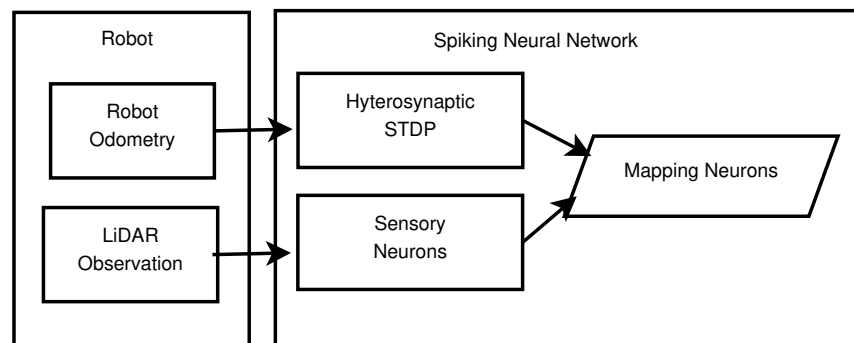 Robot
Spiking Neural Network
Robot
Odometry
Hyterosynaptic
STDP
Mapping Neurons
LiDAR
Observation
Sensory
Neurons